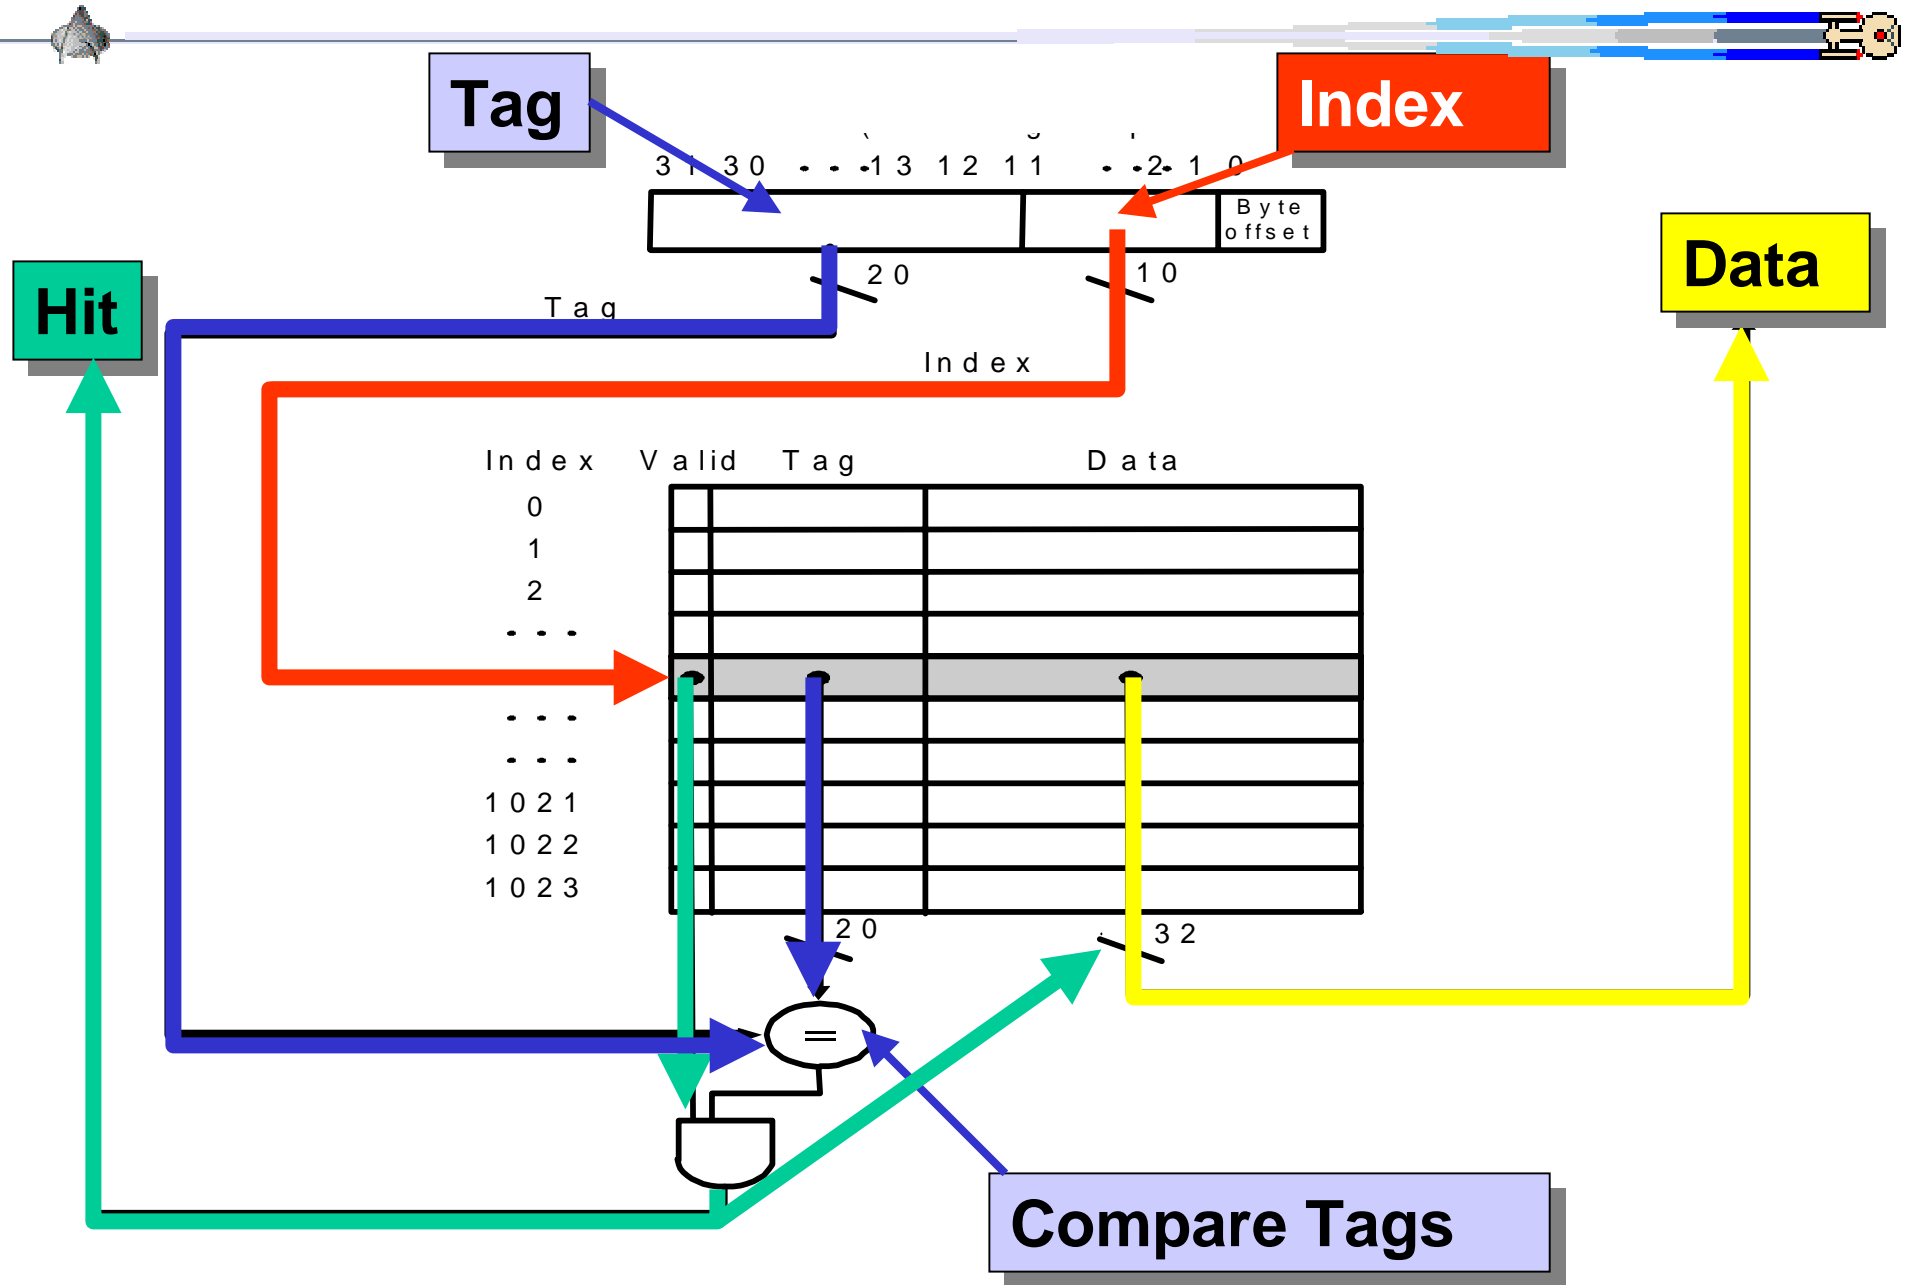 Tag
Index
31 30 ... 13 12 11 ... 2 1 0
Byte
offset
20
10
Hit
Data
Tag
Index
Index Valid Tag Data
0
1
2
...
...
...
1021
1022
1023
20
32
=
Compare Tags